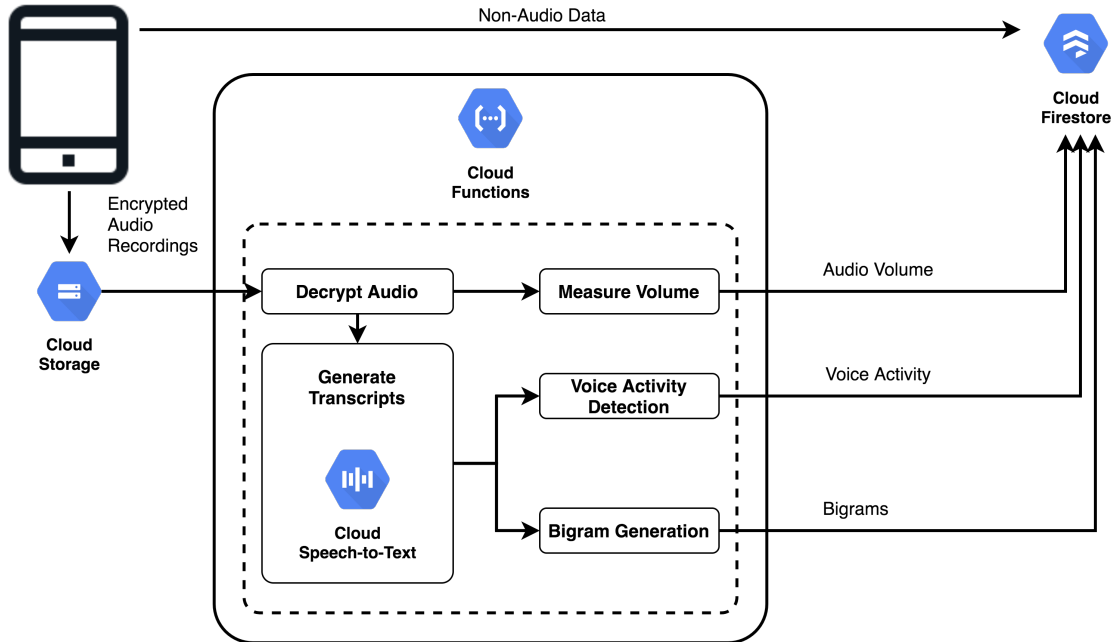 Non-Audio Data
Cloud
Firestore
Cloud
Functions
Encrypted
Audio
Recordings
Cloud
Storage
Decrypt Audio
Measure Volume
Audio Volume
Generate
Transcripts
Cloud
Speech-to-Text
Voice Activity
Detection
Voice Activity
Bigram Generation
Bigrams